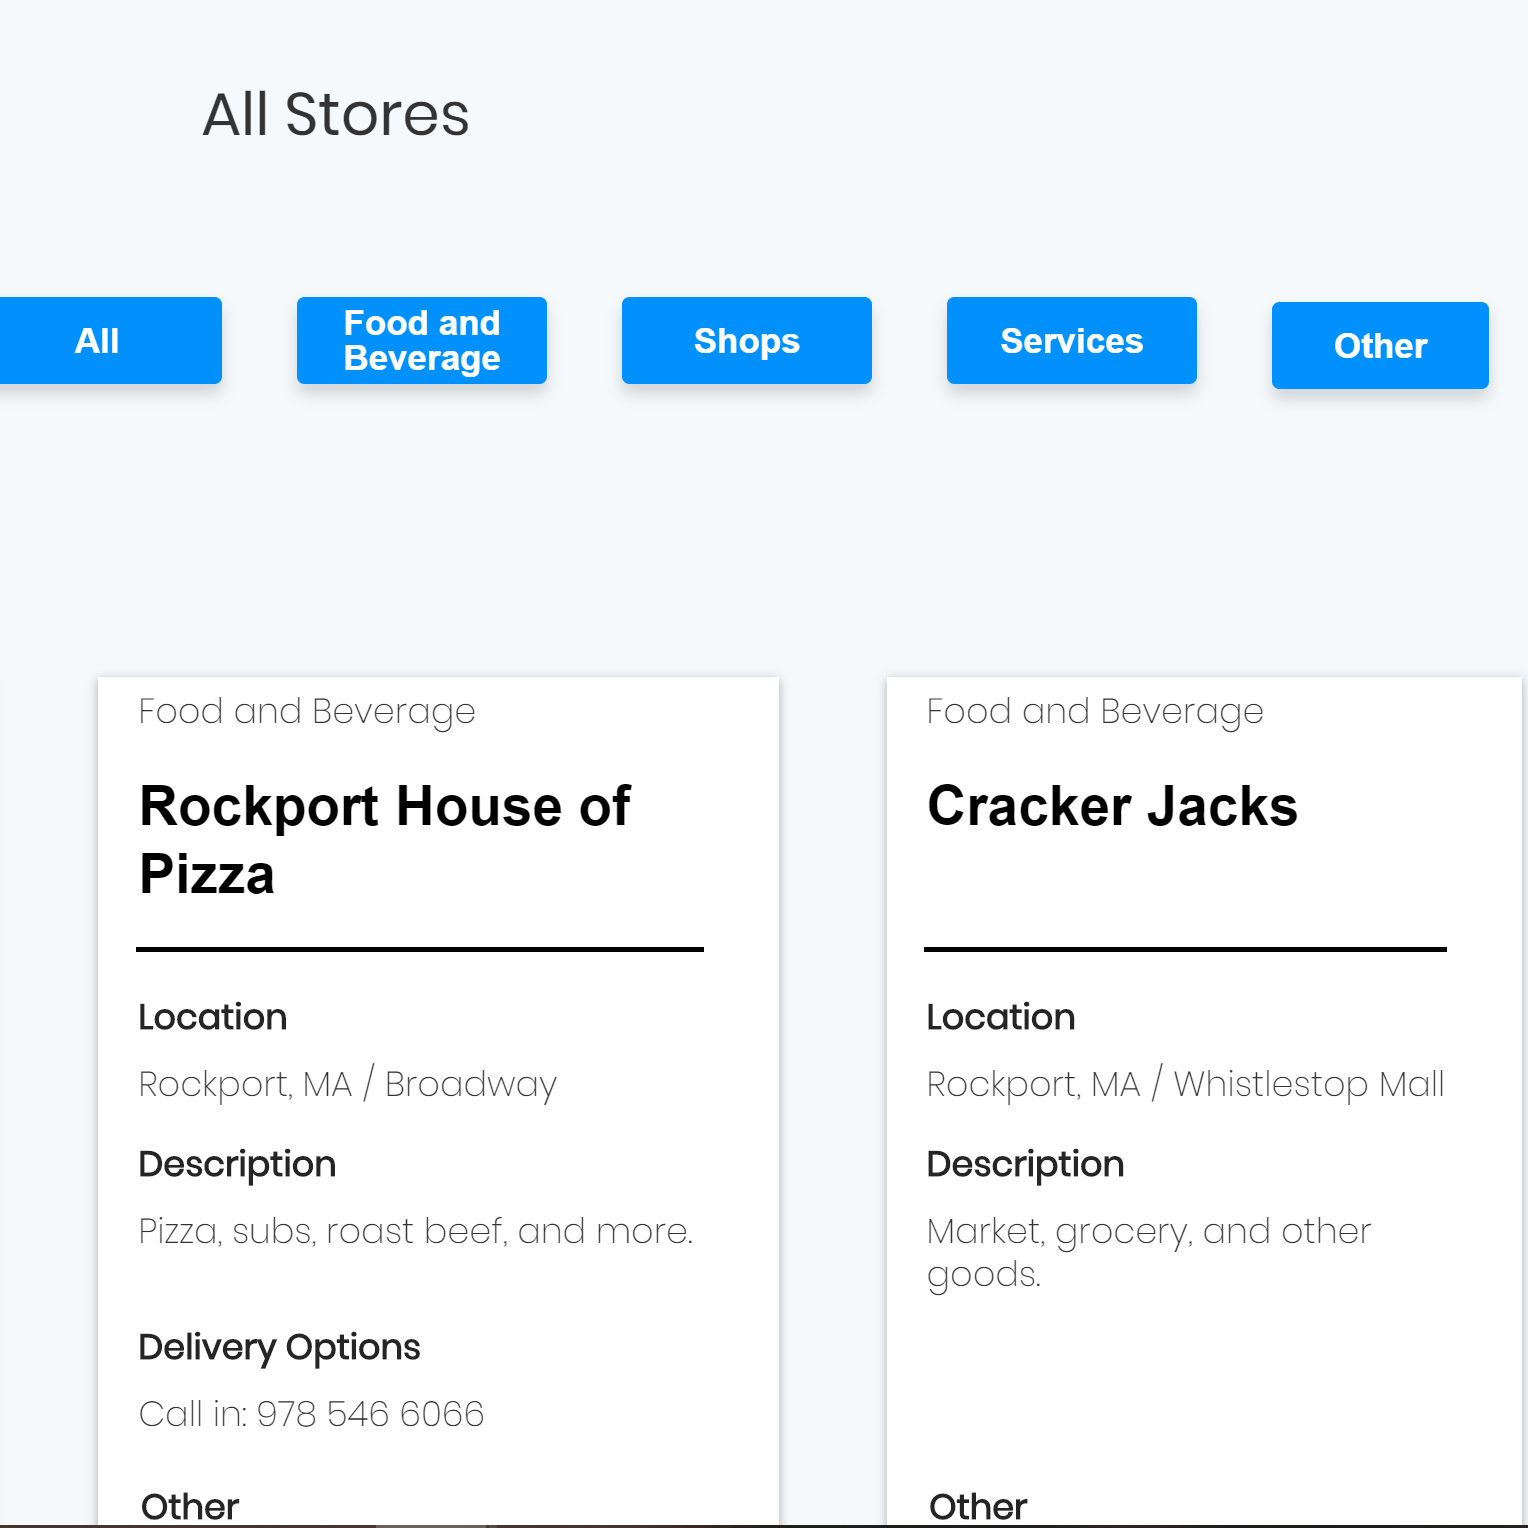 All Stores
All
Food and
Beverage
Shops
Services
Other
Food and Beverage
Rockport House of
Pizza
Location
Rockport, MA / Broadway
Description
Pizza, subs, roast beef, and more.
Delivery Options
Call in: 978 546 6066
Other
Food and Beverage
Cracker Jacks
Location
Rockport, MA / Whistlestop Mall
Description
Market, grocery, and other
goods.
Other